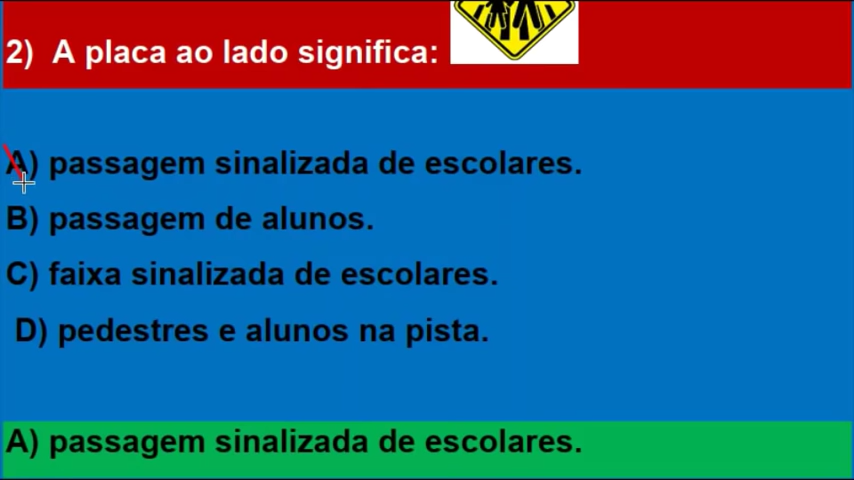 2) A placa ao lado significa:
A) passagem sinalizada de escolares.
B) passagem de alunos.
C) faixa sinalizada de escolares.
D) pedestres e alunos na pista.
A) passagem sinalizada de escolares.